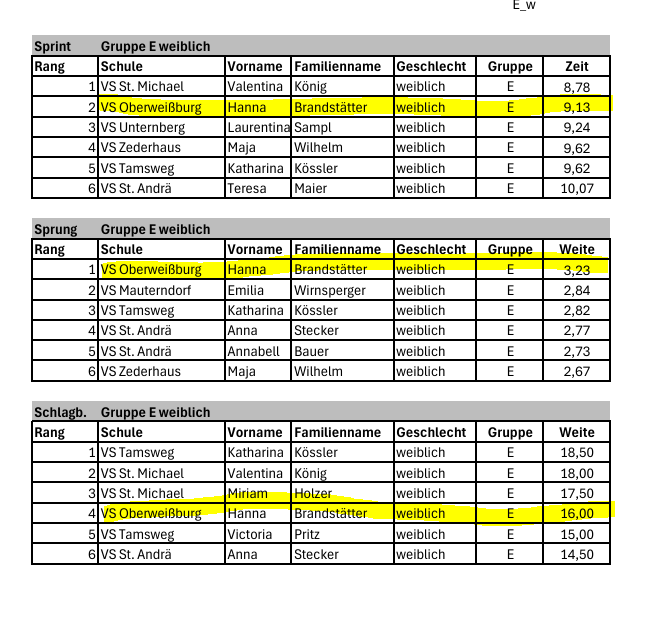 E_w
Sprint Gruppe E weiblich
Rang Schule Vorname Familienname Geschlecht Gruppe Zeit
1 VS St. Michael Valentina König weiblich E 8,78
2 VS Oberweißburg Hanna Brandstätter weiblich E 9,13
3 VS Unternberg Laurentina Sampl weiblich E 9,24
4 VS Zederhaus Maja Wilhelm weiblich E 9,62
5 VS Tamsweg Katharina Kössler weiblich E 9,62
6 VS St. Andrä Teresa Maier weiblich E 10,07
Sprung Gruppe E weiblich
Rang Schule Vorname Familienname Geschlecht Gruppe Weite
1 VS Oberweißburg Hanna Brandstätter weiblich E 3,23
2 VS Mauterndorf Emilia Wirnsperger weiblich E 2,84
3 VS Tamsweg Katharina Kössler weiblich E 2,82
4 VS St. Andrä Anna Stecker weiblich E 2,77
5 VS St. Andrä Annabell Bauer weiblich E 2,73
6 VS Zederhaus Maja Wilhelm weiblich E 2,67
Schlagb. Gruppe E weiblich
Rang Schule Vorname Familienname Geschlecht Gruppe Weite
1 VS Tamsweg Katharina Kössler weiblich E 18,50
2 VS St. Michael Valentina König weiblich E 18,00
3 VS St. Michael Miriam Holzer weiblich E 17,50
4 VS Oberweißburg Hanna Brandstätter weiblich E 16,00
5 VS Tamsweg Victoria Pritz weiblich E 15,00
6 VS St. Andrä Anna Stecker weiblich E 14,50